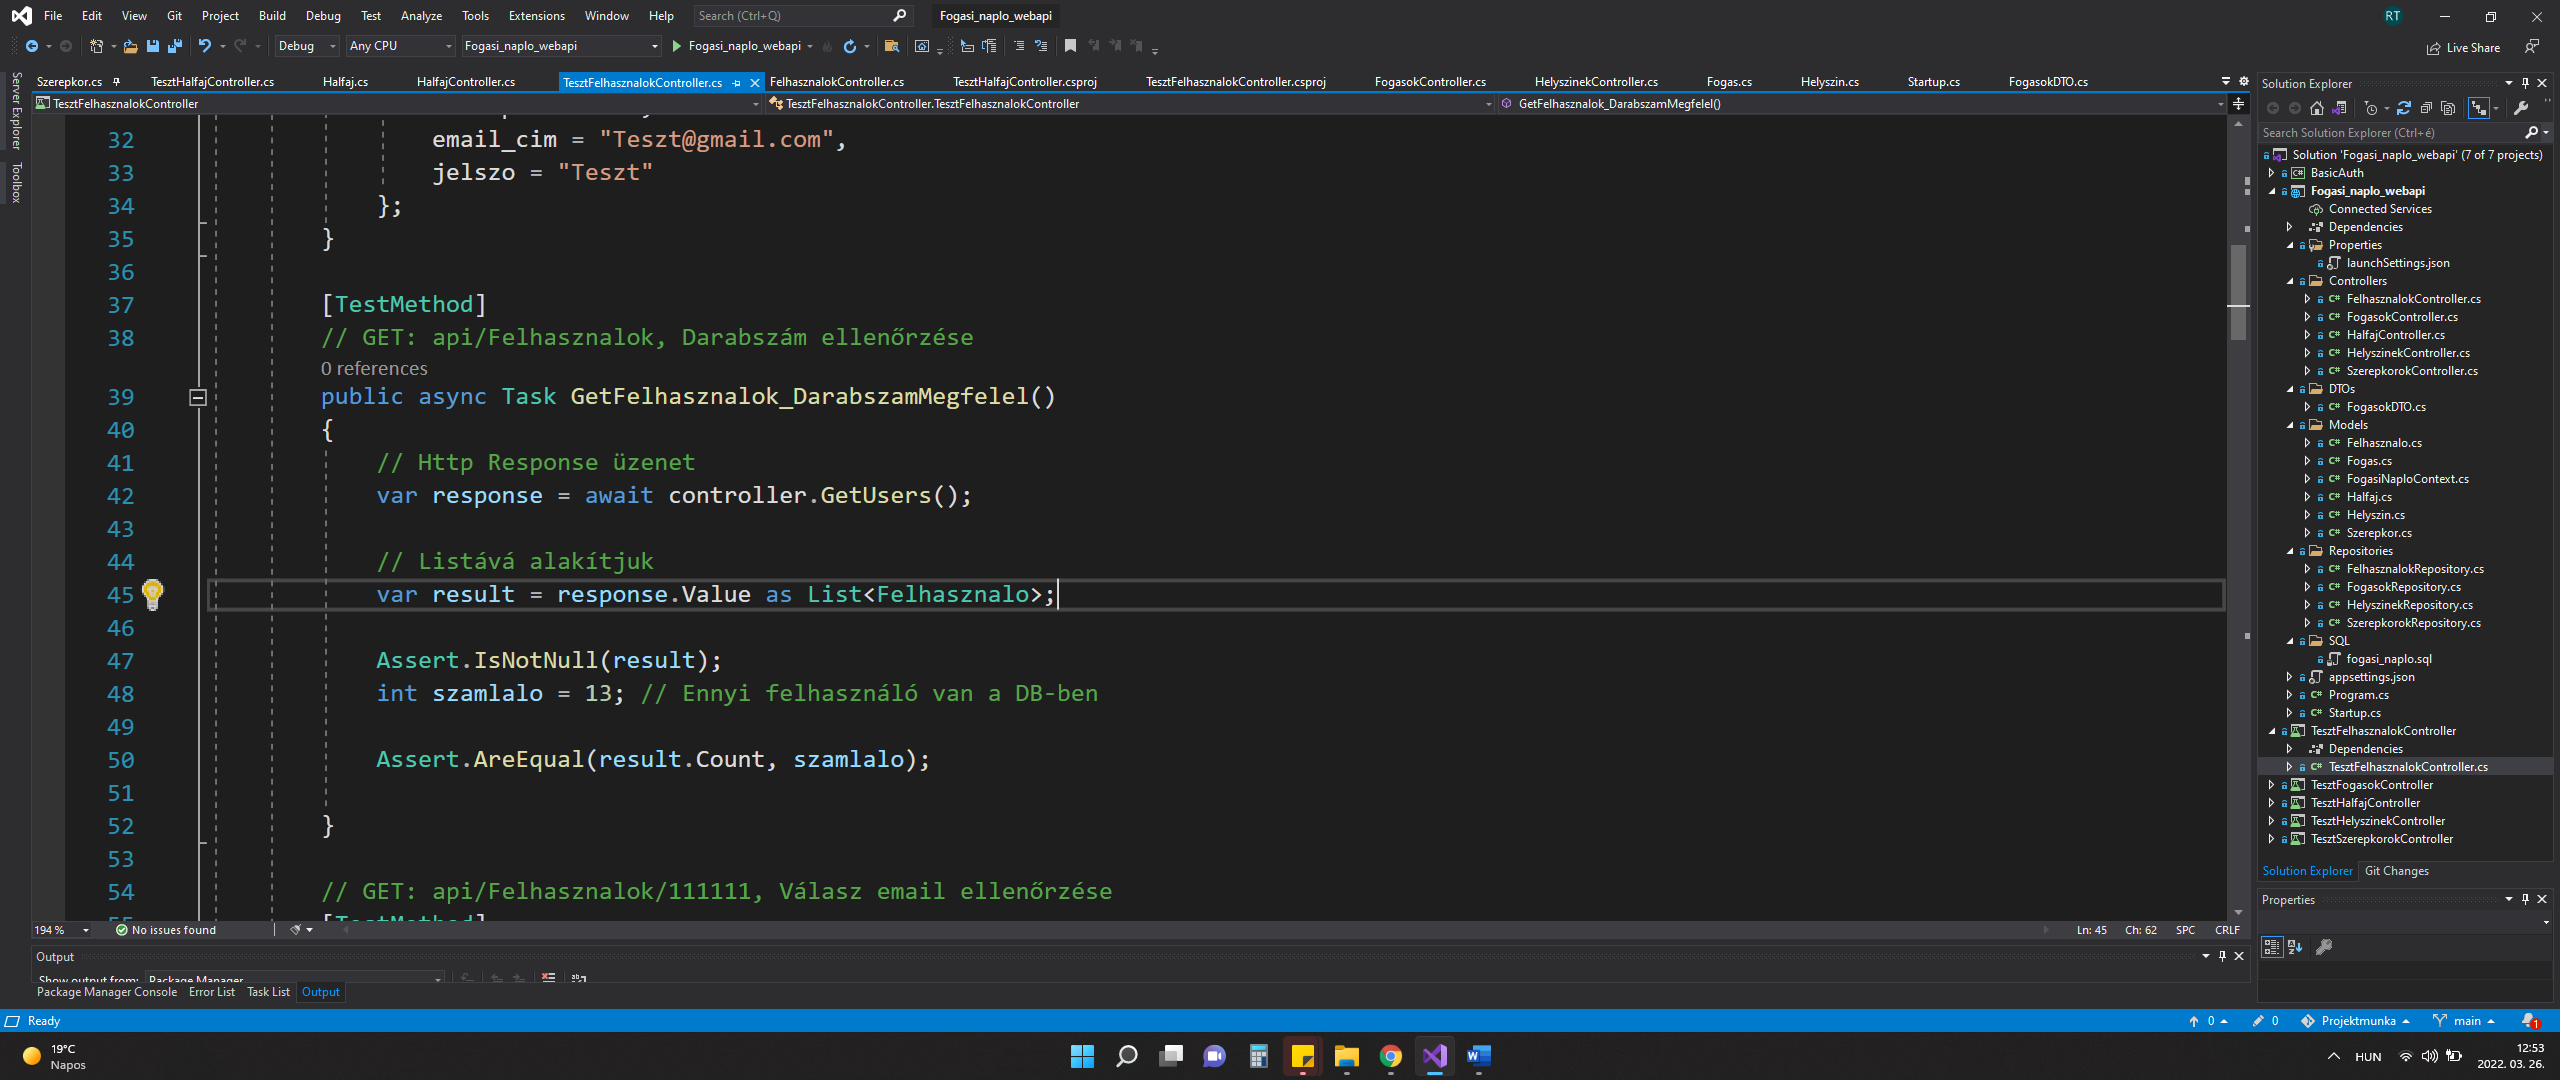 File Edit View Git Project Build Debug Test Analyze Tools Extensions Window Help Search (Ctrl+Q) Fogasi_naplo_webapi RT
Debug Any CPU Fogasi_naplo_webapi Fogasi_naplo_webapi Live Share
Szerepkor.cs TesztHalfajController.cs Halfaj.cs HalfajController.cs TesztFelhasznalokController.cs FelhasznalokController.cs TesztHalfajController.csproj TesztFelhasznalokController.csproj FogasokController.cs HelyszinekController.cs Fogas.cs Helyszin.cs Startup.cs FogasokDTO.cs
TesztFelhasznalokController TesztFelhasznalokController.TesztFelhasznalokController GetFelhasznalok_DarabszamMegfelel()
Server Explorer
Toolbox
32 email_cim = "Teszt@gmail.com",
33 jelszo = "Teszt"
34 };
35 }
36
37 [TestMethod]
38 // GET: api/Felhasznalok, Darabszám ellenőrzése
0 references
39 public async Task GetFelhasznalok_DarabszamMegfelel()
40 {
41 // Http Response üzenet
42 var response = await controller.GetUsers();
43
44 // Listává alakítjuk
45 var result = response.Value as List<Felhasznalo>;
46
47 Assert.IsNotNull(result);
48 int szamlalo = 13; // Ennyi felhasználó van a DB-ben
49
50 Assert.AreEqual(result.Count, szamlalo);
51
52 }
53
54 // GET: api/Felhasznalok/111111, Válasz email ellenőrzése
55 [TestMethod]
194 % No issues found Ln: 45 Ch: 62 SPC CRLF
Output
Show output from: Package Manager
Package Manager Console Error List Task List Output
Solution Explorer
Search Solution Explorer (Ctrl+é)
Solution 'Fogasi_naplo_webapi' (7 of 7 projects)
BasicAuth
Fogasi_naplo_webapi
Connected Services
Dependencies
Properties
launchSettings.json
Controllers
C# FelhasznalokController.cs
C# FogasokController.cs
C# HalfajController.cs
C# HelyszinekController.cs
C# SzerepkorokController.cs
DTOs
C# FogasokDTO.cs
Models
C# Felhasznalo.cs
C# Fogas.cs
C# FogasiNaploContext.cs
C# Halfaj.cs
C# Helyszin.cs
C# Szerepkor.cs
Repositories
C# FelhasznalokRepository.cs
C# FogasokRepository.cs
C# HelyszinekRepository.cs
C# SzerepkorokRepository.cs
SQL
fogasi_naplo.sql
appsettings.json
C# Program.cs
C# Startup.cs
TesztFelhasznalokController
Dependencies
C# TesztFelhasznalokController.cs
TesztFogasokController
TesztHalfajController
TesztHelyszinekController
TesztSzerepkorokController
Solution Explorer Git Changes
Properties
Ready 0 0 Projektmunka main 1
19°C
Napos
HUN
12:53
2022. 03. 26.